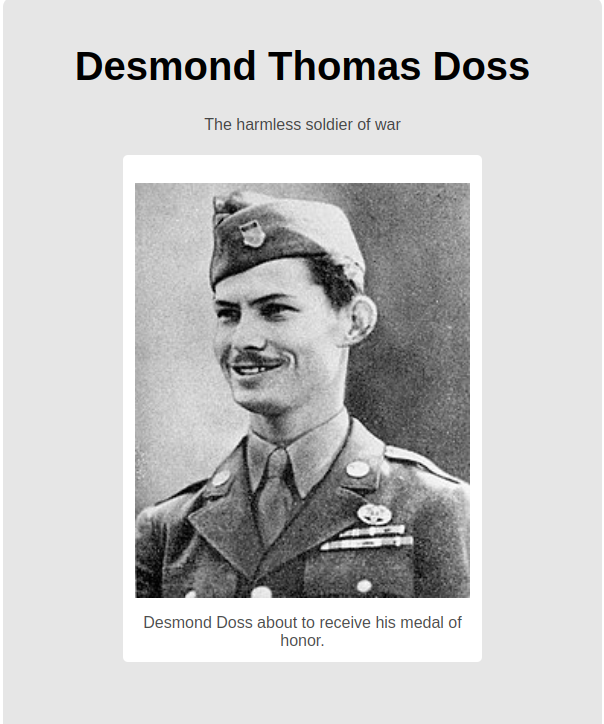 Desmond Thomas Doss
The harmless soldier of war
Desmond Doss about to receive his medal of
honor.